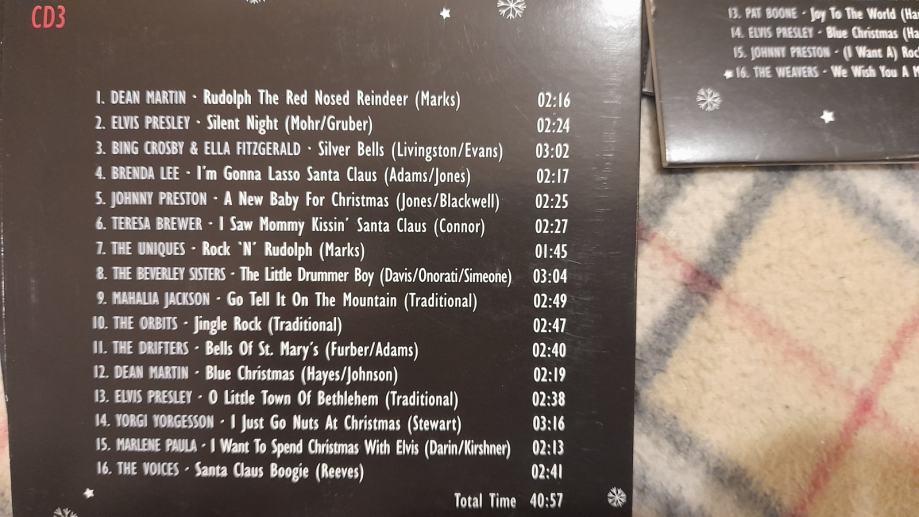 CD3
1. DEAN MARTIN · Rudolph The Red Nosed Reindeer (Marks) 02:16
2. ELVIS PRESLEY · Silent Night (Mohr/Gruber) 02:24
3. BING CROSBY & ELLA FITZGERALD · Silver Bells (Livingston/Evans) 03:02
4. BRENDA LEE · I'm Gonna Lasso Santa Claus (Adams/Jones) 02:17
5. JOHNNY PRESTON · A New Baby For Christmas (Jones/Blackwell) 02:25
6. TERESA BREWER · I Saw Mommy Kissin' Santa Claus (Connor) 02:27
7. THE UNIQUES · Rock 'N' Rudolph (Marks) 01:45
8. THE BEVERLEY SISTERS · The Little Drummer Boy (Davis/Onorati/Simeone) 03:04
9. MAHALIA JACKSON · Go Tell It On The Mountain (Traditional) 02:49
10. THE ORBITS · Jingle Rock (Traditional) 02:47
11. THE DRIFTERS · Bells Of St. Mary's (Furber/Adams) 02:40
12. DEAN MARTIN · Blue Christmas (Hayes/Johnson) 02:19
13. ELVIS PRESLEY · O Little Town Of Bethlehem (Traditional) 02:38
14. YORGI YORGESSON · I Just Go Nuts At Christmas (Stewart) 03:16
15. MARLENE PAULA · I Want To Spend Christmas With Elvis (Darin/Kirshner) 02:13
16. THE VOICES · Santa Claus Boogie (Reeves) 02:41
Total Time 40:57
13. PAT BOONE · Joy To The World (Ha
14. ELVIS PRESLEY · Blue Christmas (Ha
15. JOHNNY PRESTON · (I Want A) Roc
16. THE WEAVERS · We Wish You A M